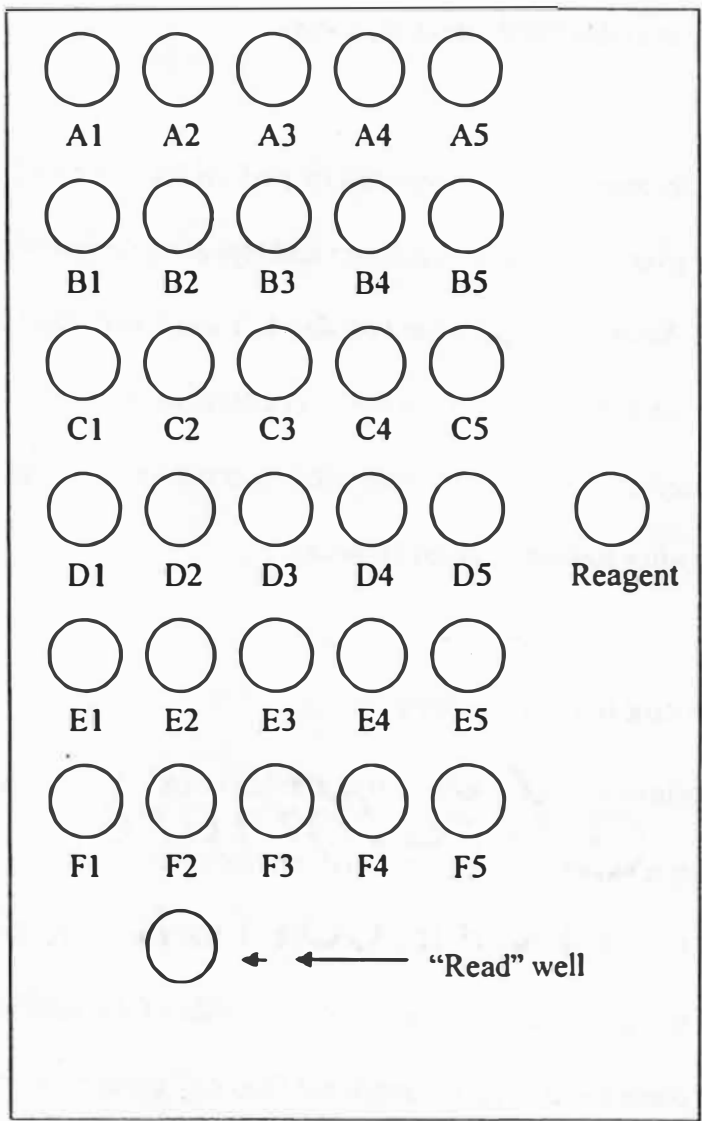 A1 A2 A3 A4 A5
B1 B2 B3 B4 B5
C1 C2 C3 C4 C5
D1 D2 D3 D4 D5 Reagent
E1 E2 E3 E4 E5
F1 F2 F3 F4 F5
“Read” well